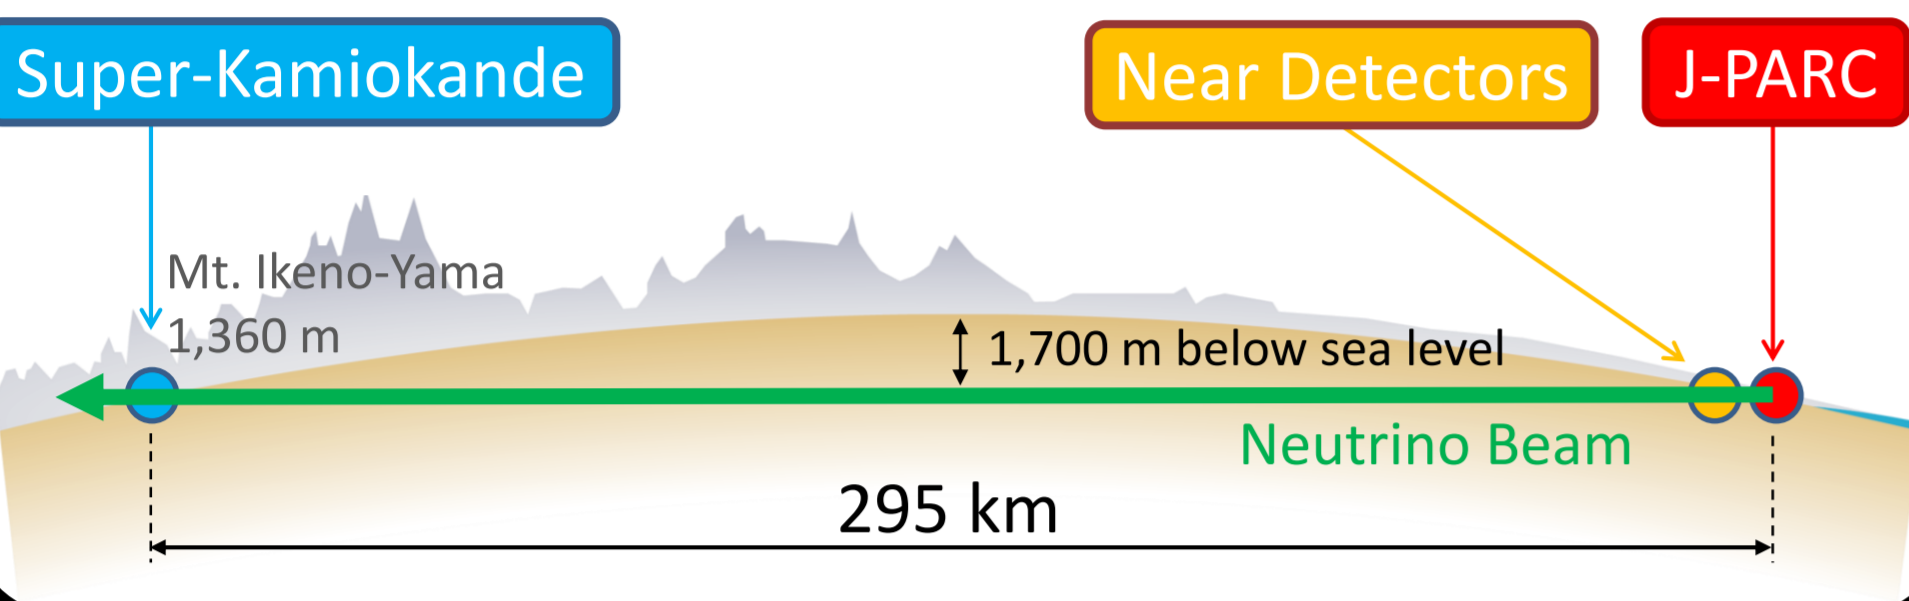 Super-Kamiokande
Near Detectors
J-PARC
Mt. Ikeno-Yama
1,360 m
1,700 m below sea level
Neutrino Beam
295 km